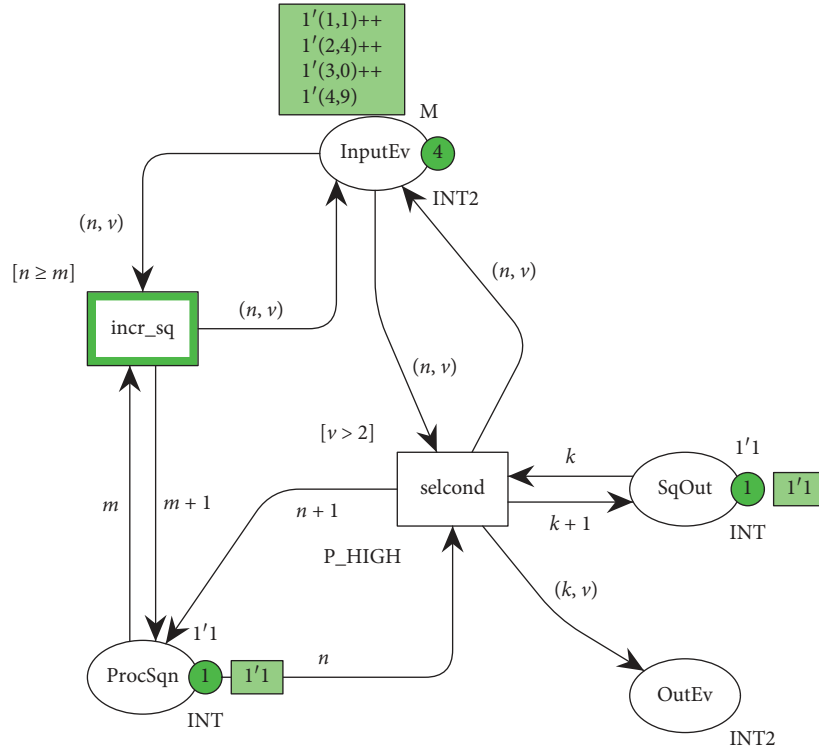 1′(1,1)++
1′(2,4)++
1′(3,0)++
1′(4,9)
M
InputEv
4
INT2
(n, v)
(n, v)
[n ≥ m]
(n, v)
incr_sq
(n, v)
[v > 2]
1′1
k
selcond
SqOut
1
1′1
m
m + 1
n + 1
k + 1
INT
P_HIGH
(k, v)
1′1
n
ProcSqn
1
1′1
OutEv
INT
INT2